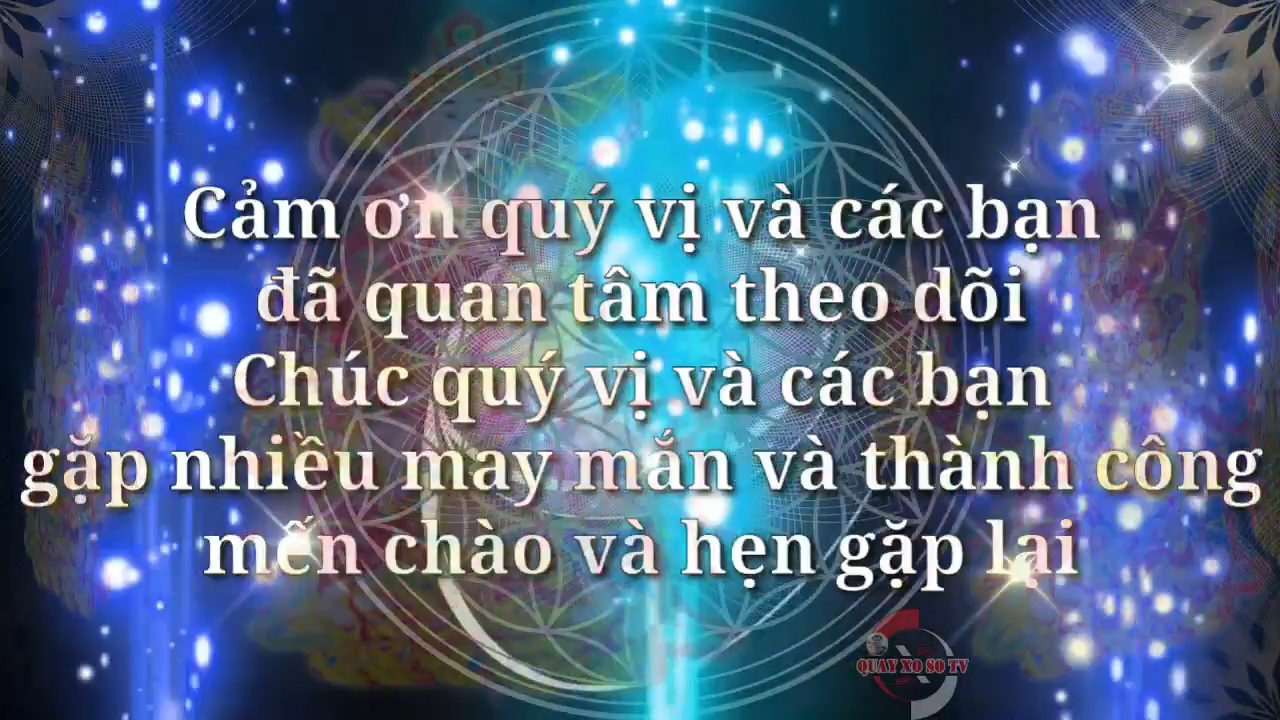 Cảm ơn quý vị và các bạn
đã quan tâm theo dõi
Chúc quý vị và các bạn
gặp nhiều may mắn và thành công
mến chào và hẹn gặp lại
QUAY XO SO TV